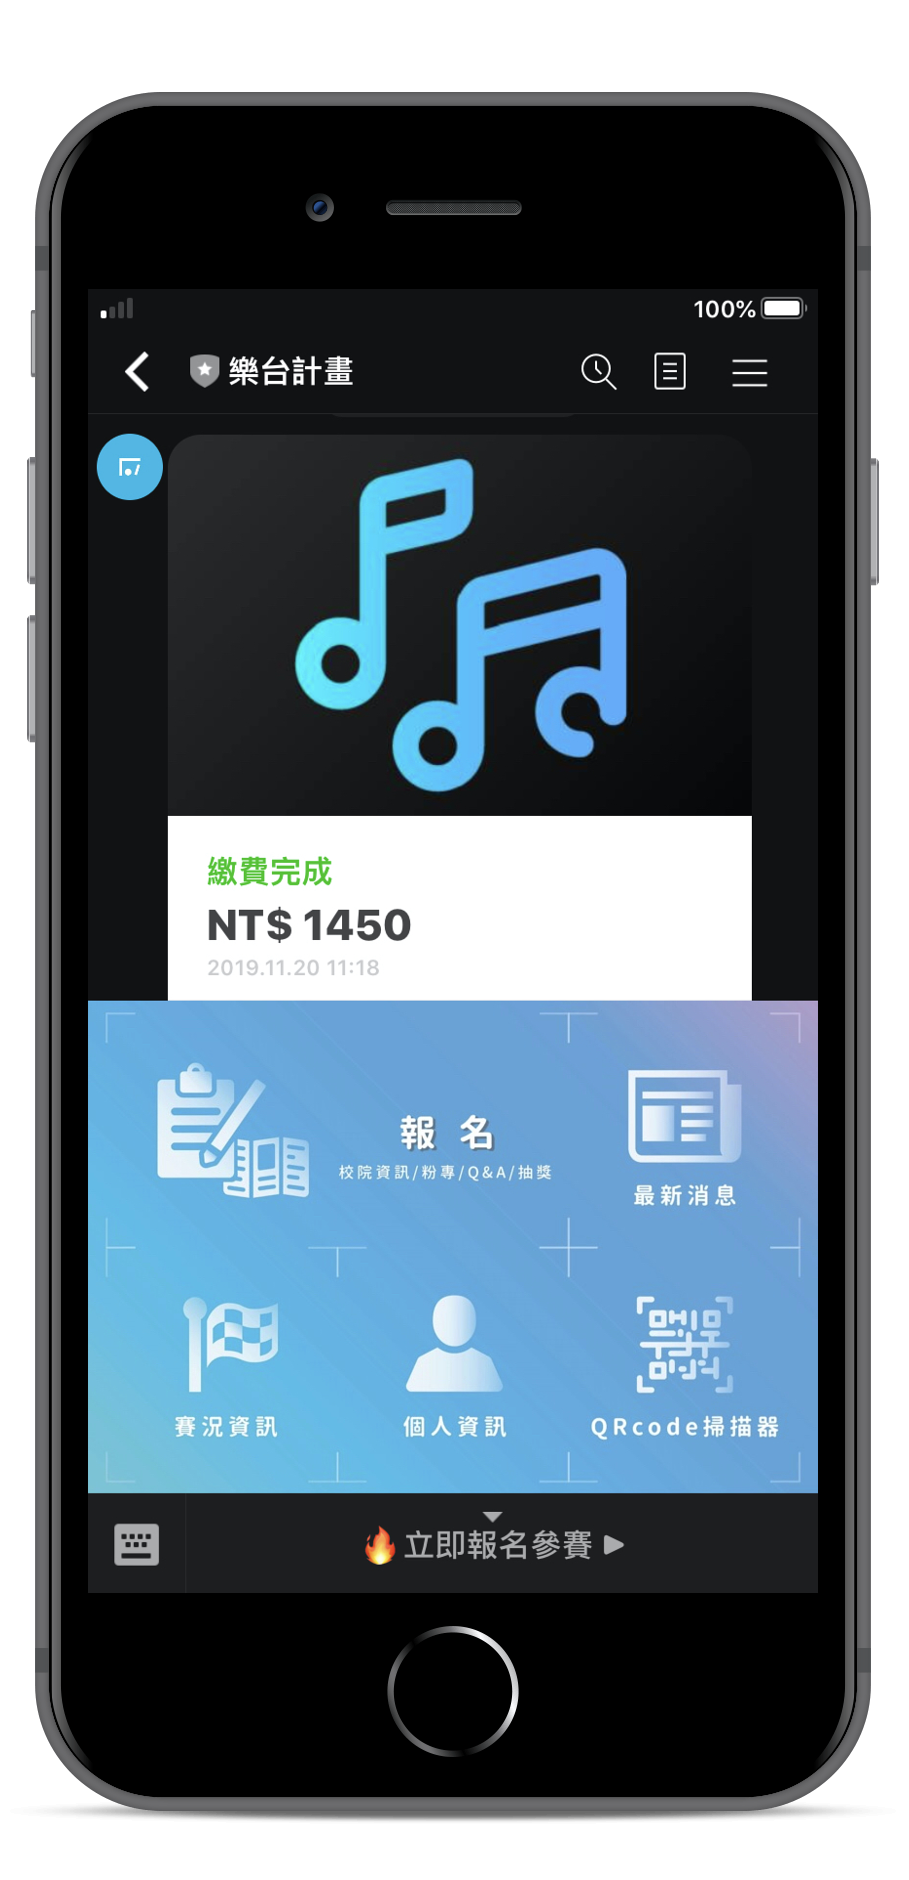 100%
樂台計畫
繳費完成
NT$ 1450
2019.11.20 11:18
報 名
校院資訊/粉專/Q&A/抽獎
最新消息
賽況資訊
個人資訊
QRcode掃描器
🔥 立即報名參賽 ▶